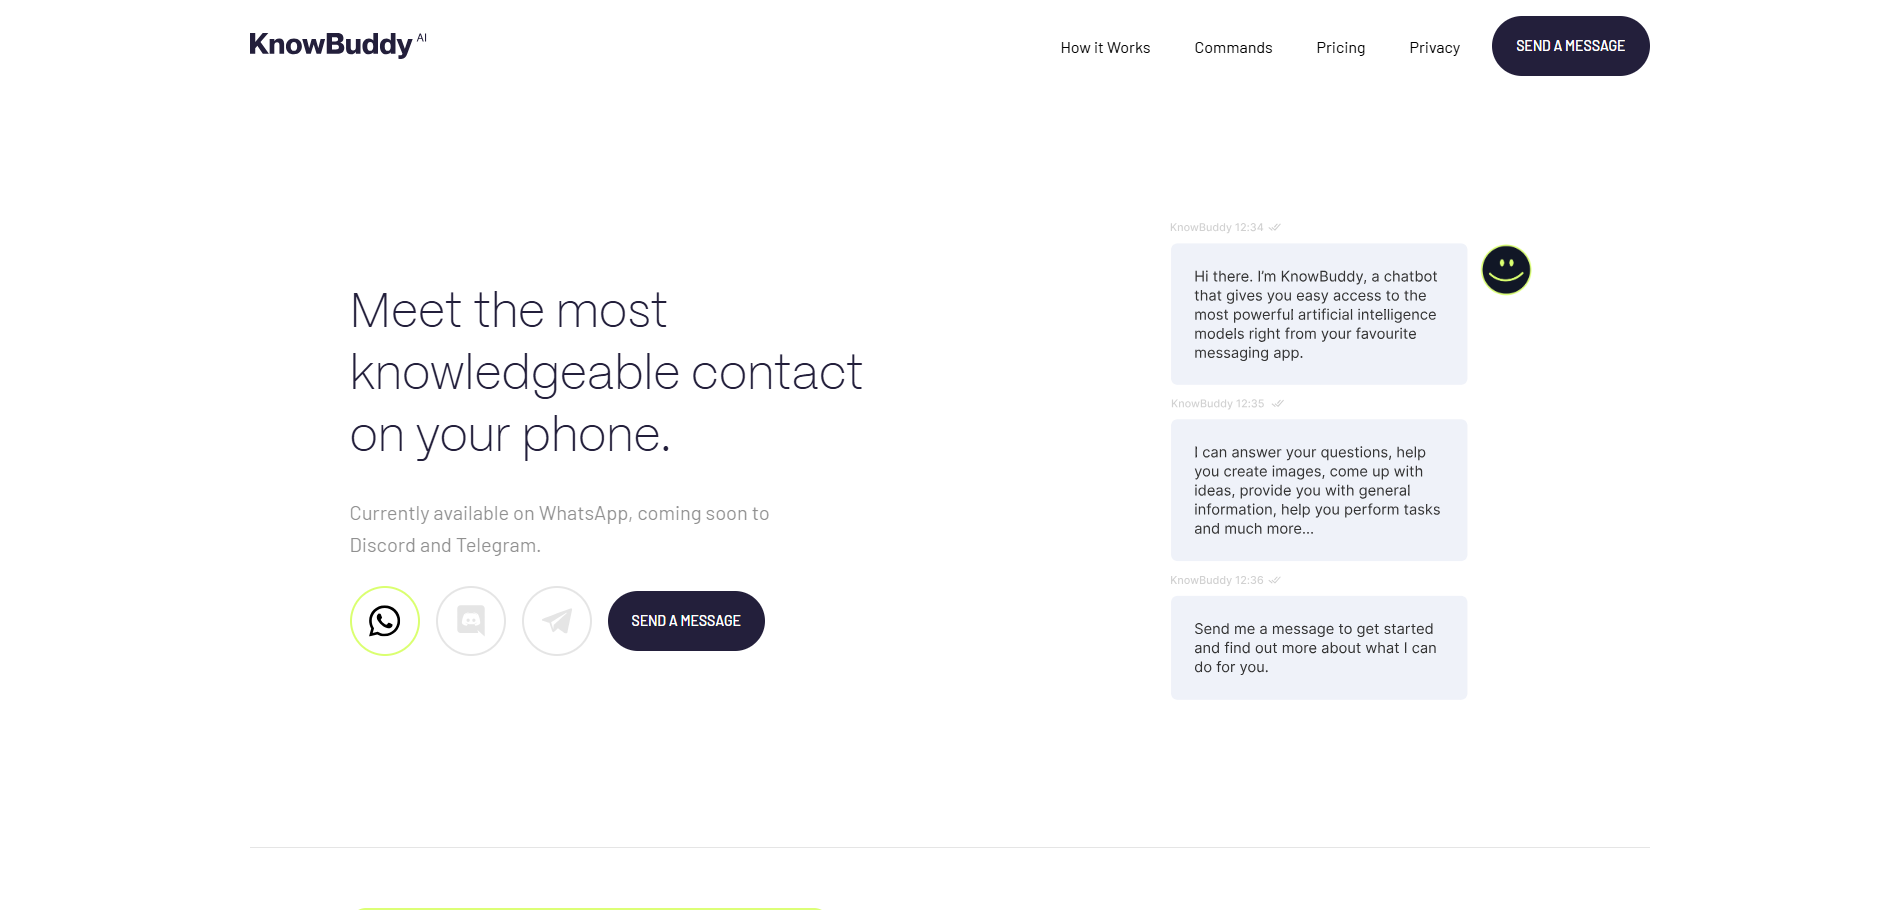 KnowBuddy AI
How it Works
Commands
Pricing
Privacy
SEND A MESSAGE
Meet the most
knowledgeable contact
on your phone.
Currently available on WhatsApp, coming soon to
Discord and Telegram.
SEND A MESSAGE
KnowBuddy 12:34
Hi there. I'm KnowBuddy, a chatbot
that gives you easy access to the
most powerful artificial intelligence
models right from your favourite
messaging app.
KnowBuddy 12:35
I can answer your questions, help
you create images, come up with
ideas, provide you with general
information, help you perform tasks
and much more...
KnowBuddy 12:36
Send me a message to get started
and find out more about what I can
do for you.